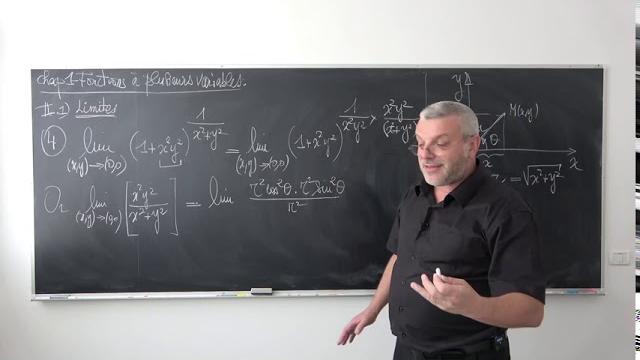 Chap 1 Fonctions à plusieurs variables.
II.1) Limites
④ lim (x,y)→(0,0) (1+x²y²)^(1/(x²+y²)) = lim (x,y)→(0,0) (1+x²y²)^(1/(x²y²) × x²y²/(x²+y²)
Or lim (x,y)→(0,0) [x²y²/(x²+y²)] = lim r²cos²θ.r²sin²θ/r²
y
M(x,y)
x
r = √(x²+y²)